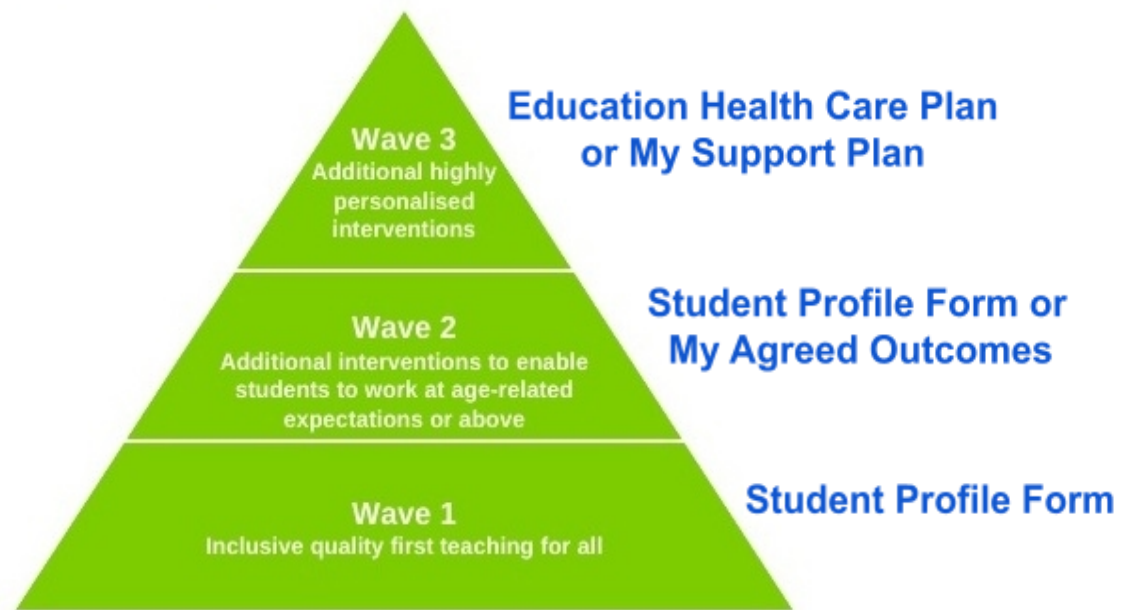 Wave 3
Additional highly
personalised
interventions
Education Health Care Plan
or My Support Plan
Wave 2
Additional interventions to enable
students to work at age-related
expectations or above
Student Profile Form or
My Agreed Outcomes
Wave 1
Inclusive quality first teaching for all
Student Profile Form